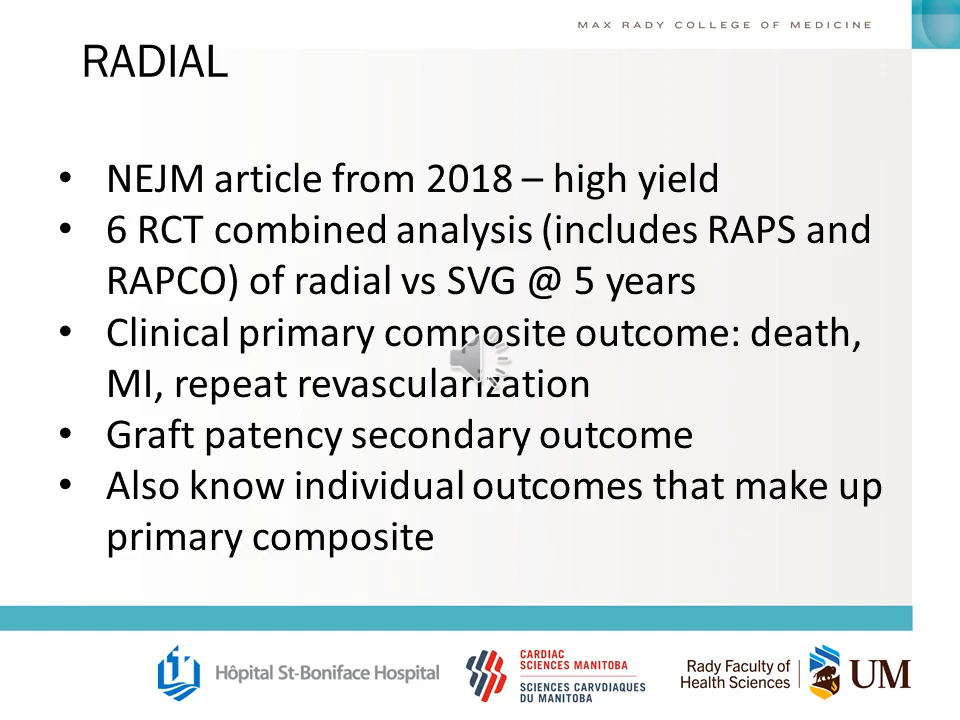 MAX RADY COLLEGE OF MEDICINE
RADIAL
• NEJM article from 2018 – high yield
• 6 RCT combined analysis (includes RAPS and
RAPCO) of radial vs SVG @ 5 years
• Clinical primary composite outcome: death,
MI, repeat revascularization
• Graft patency secondary outcome
• Also know individual outcomes that make up
primary composite
Hôpital St-Boniface Hospital
CARDIAC
SCIENCES MANITOBA
SCIENCES CARVDIAQUES
DU MANITOBA
Rady Faculty of
Health Sciences
UM